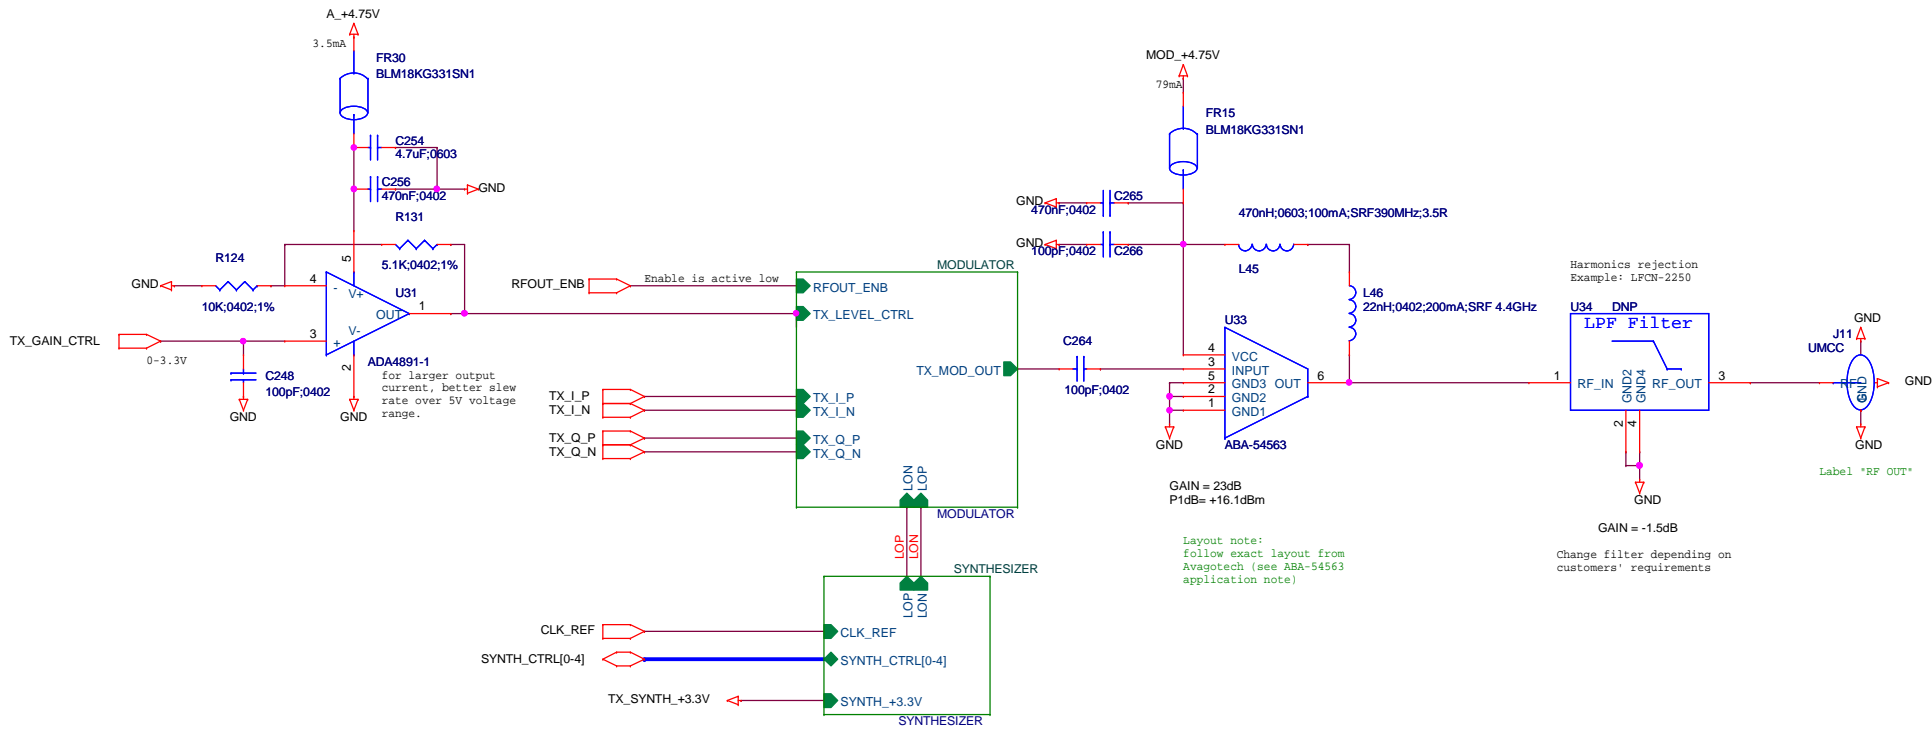 A_+4.75V
3.5mA
FR30
BLM18KG331SN1
C254
4.7uF;0603
C256
470nF;0402
GND
R131
5.1K;0402;1%
R124
GND
10K;0402;1%
5
4
-
V+
U31
1
OUT
V-
3
+
2
ADA4891-1
TX_GAIN_CTRL
0-3.3V
C248
100pF;0402
GND
GND
for larger output
current, better slew
rate over 5V voltage
range.
RFOUT_ENB
Enable is active low
MODULATOR
RFOUT_ENB
TX_LEVEL_CTRL
TX_MOD_OUT
TX_I_P
TX_I_N
TX_Q_P
TX_Q_N
TX_I_P
TX_I_N
TX_Q_P
TX_Q_N
LON
LOP
MODULATOR
LOP
LON
SYNTHESIZER
LOP
LON
CLK_REF
CLK_REF
SYNTH_CTRL[0-4]
SYNTH_CTRL[0-4]
TX_SYNTH_+3.3V
SYNTH_+3.3V
SYNTHESIZER
MOD_+4.75V
79mA
FR15
BLM18KG331SN1
GND
C265
470nF;0402
GND
C266
100pF;0402
470nH;0603;100mA;SRF390MHz;3.5R
L45
L46
22nH;0402;200mA;SRF 4.4GHz
C264
100pF;0402
U33
4
VCC
3
INPUT
5
GND3
OUT
6
2
GND2
1
GND1
GND
ABA-54563
GAIN = 23dB
P1dB= +16.1dBm
Layout note:
follow exact layout from
Avagotech (see ABA-54563
application note)
Harmonics rejection
Example: LFCN-2250
U34
DNP
LPF Filter
1
RF_IN
GND2
GND4
RF_OUT
3
2
4
GND
GAIN = -1.5dB
Change filter depending on
customers' requirements
GND
J11
UMCC
RF
GND
GND
GND
Label "RF OUT"